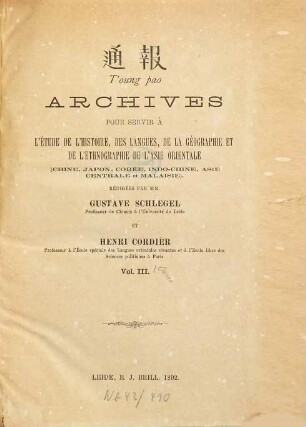 通報
T'oung pao
ARCHIVES
POUR SERVIR À
L'ÉTUDE DE L'HISTOIRE, DES LANGUES, DE LA GÉOGRAPHIE ET
DE L'ETHNOGRAPHIE DE L'ASIE ORIENTALE
(CHINE, JAPON, CORÉE, INDO-CHINE, ASIE
CENTRALE et MALAISIE).
RÉDIGÉES PAR MM.
GUSTAVE SCHLEGEL
Professeur de Chinois à l'Université de Leide
ET
HENRI CORDIER
Professeur à l'Ecole spéciale des Langues orientales vivantes et à l'Ecole libre des
Sciences politiques à Paris
Vol. III.
LEIDE, E. J. BRILL. 1892.